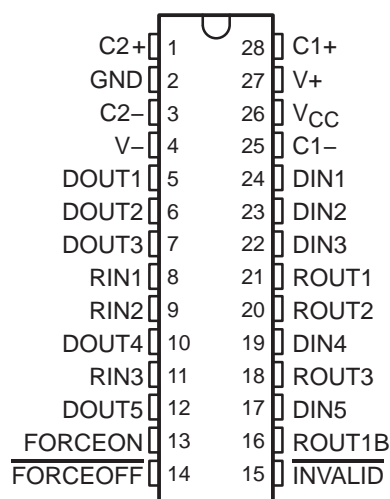 C2+ 1 28 C1+
GND 2 27 V+
C2− 3 26 VCC
V− 4 25 C1−
DOUT1 5 24 DIN1
DOUT2 6 23 DIN2
DOUT3 7 22 DIN3
RIN1 8 21 ROUT1
RIN2 9 20 ROUT2
DOUT4 10 19 DIN4
RIN3 11 18 ROUT3
DOUT5 12 17 DIN5
FORCEON 13 16 ROUT1B
FORCEOFF 14 15 INVALID